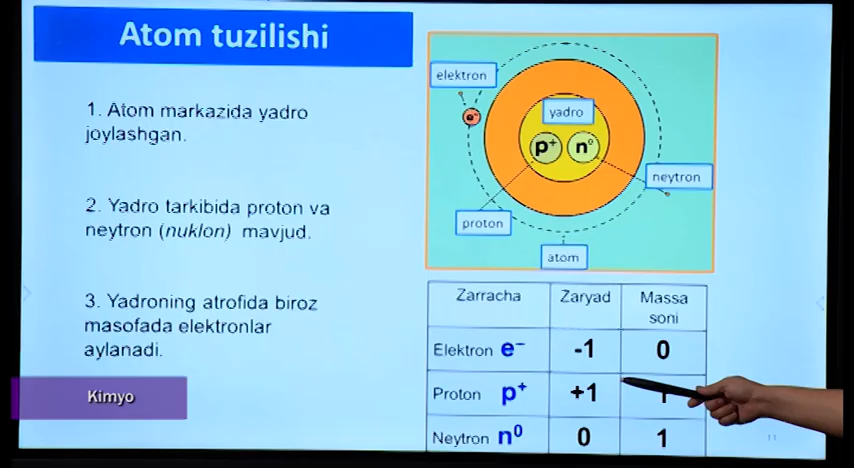 Atom tuzilishi
1. Atom markazida yadro
joylashgan.
2. Yadro tarkibida proton va
neytron (nuklon) mavjud.
3. Yadroning atrofida biroz
masofada elektronlar
aylanadi.
Kimyo
elektron
e⁻
yadro
p⁺ n⁰
neytron
proton
atom
Zarracha Zaryad Massa
soni
Elektron e⁻ -1 0
Proton p⁺ +1 1
Neytron n⁰ 0 1
11